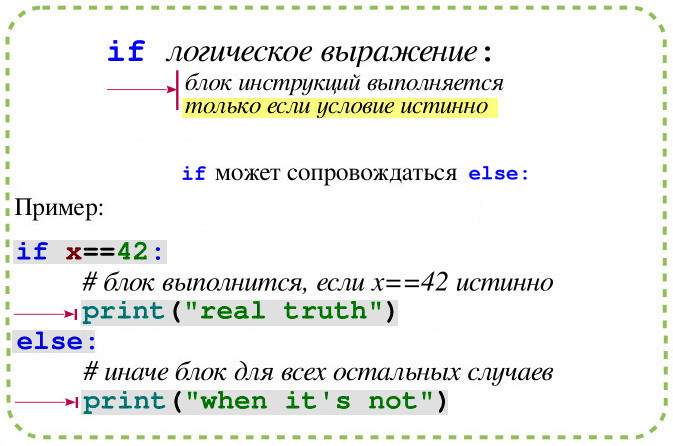 if логическое выражение:
блок инструкций выполняется
только если условие истинно
if может сопровождаться else:
Пример:
if x==42:
# блок выполнится, если x==42 истинно
print("real truth")
else:
# иначе блок для всех остальных случаев
print("when it's not")